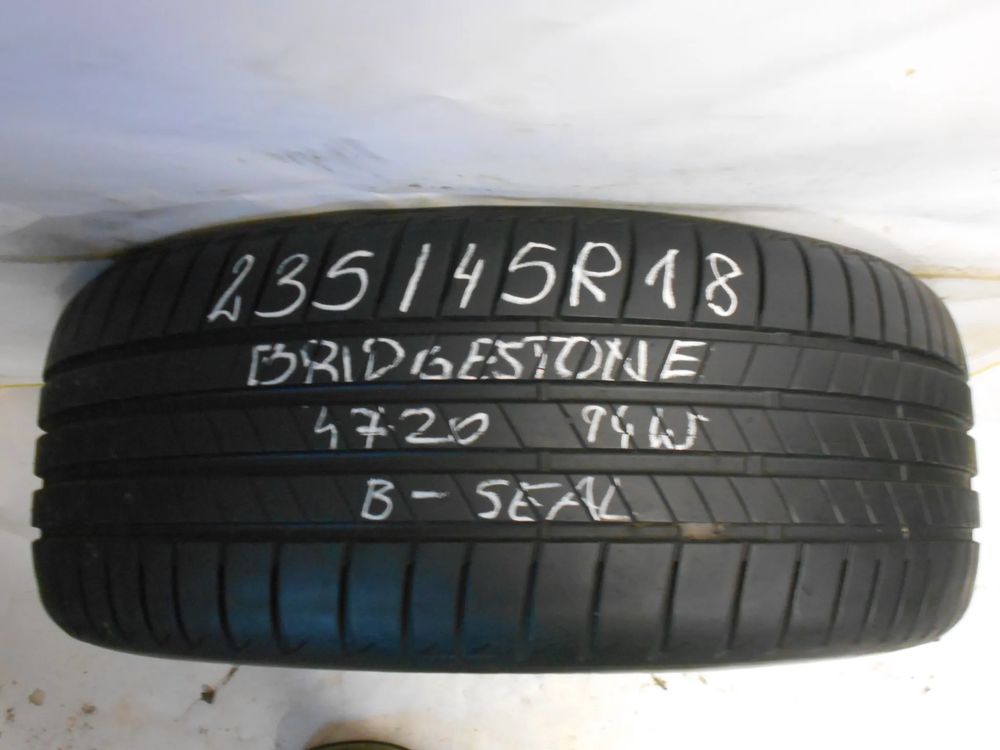 235/45R18
BRIDGESTONE
4720 94W
B-SEAL